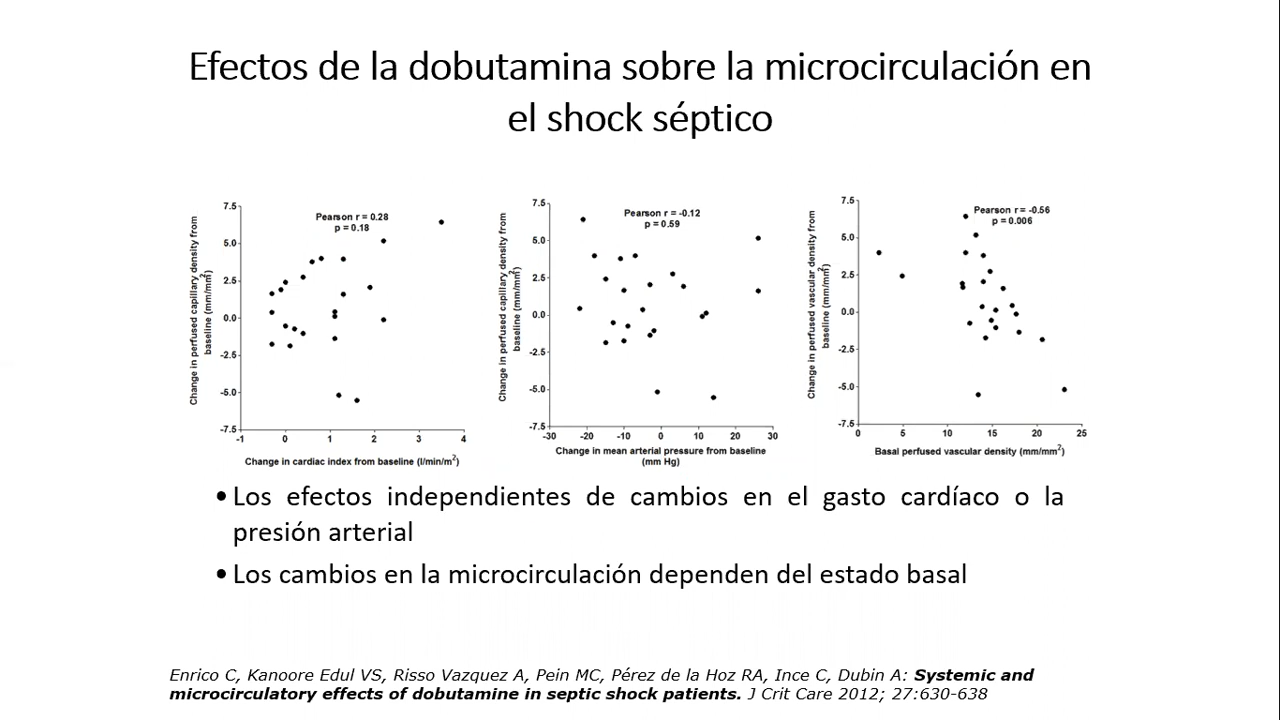 Efectos de la dobutamina sobre la microcirculación en
el shock séptico
Change in perfused capillary density from
baseline (mm/mm2)
7.5
5.0
2.5
0.0
-2.5
-5.0
-7.5
Pearson r = 0.28
p = 0.18
-1 0 1 2 3 4
Change in cardiac index from baseline (l/min/m2)
Change in perfused capillary density from
baseline (mm/mm2)
7.5
5.0
2.5
0.0
-2.5
-5.0
-7.5
Pearson r = -0.12
p = 0.59
-30 -20 -10 0 10 20 30
Change in mean arterial pressure from baseline
(mm Hg)
Change in perfused vascular density from
baseline (mm/mm2)
7.5
5.0
2.5
0.0
-2.5
-5.0
-7.5
Pearson r = -0.56
p = 0.006
0 5 10 15 20 25
Basal perfused vascular density (mm/mm2)
• Los efectos independientes de cambios en el gasto cardíaco o la
presión arterial
• Los cambios en la microcirculación dependen del estado basal
Enrico C, Kanoore Edul VS, Risso Vazquez A, Pein MC, Pérez de la Hoz RA, Ince C, Dubin A: Systemic and
microcirculatory effects of dobutamine in septic shock patients. J Crit Care 2012; 27:630-638